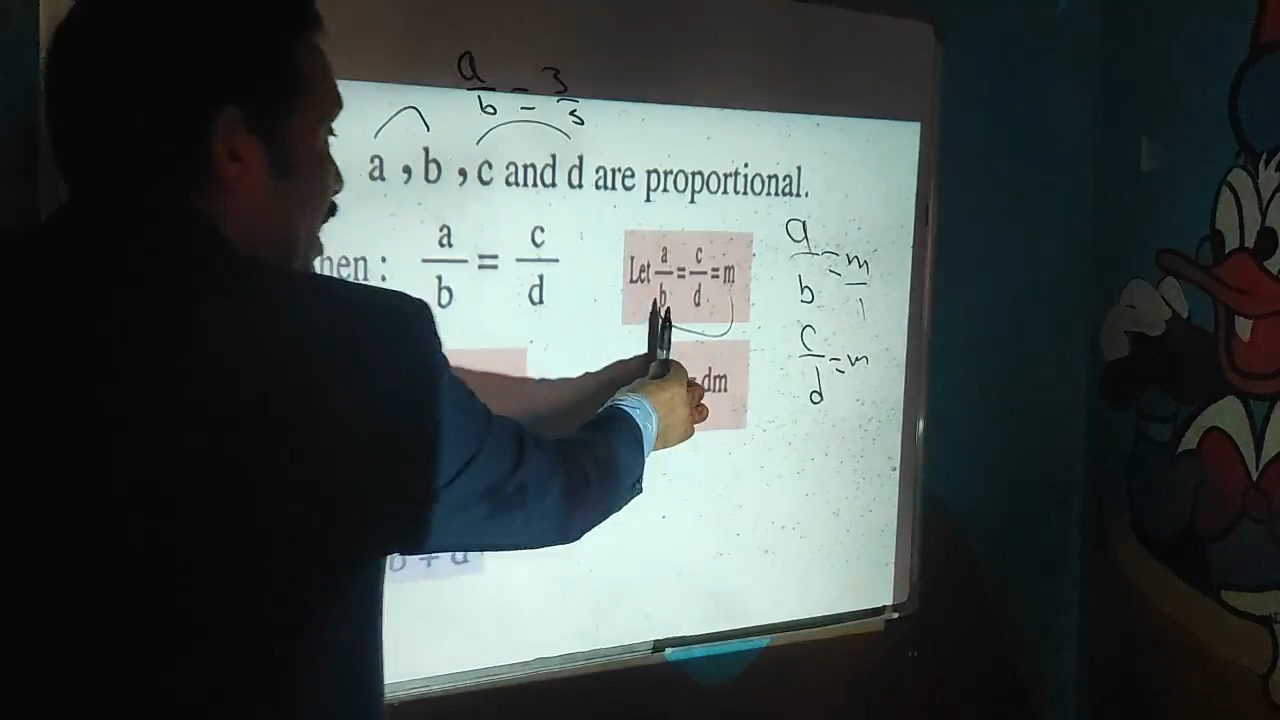 a/b = 3/5
a , b , c and d are proportional.
hen : a/b = c/d
Let a/b = c/d = m
a/b = m/1
c/d = m
dm
b + d